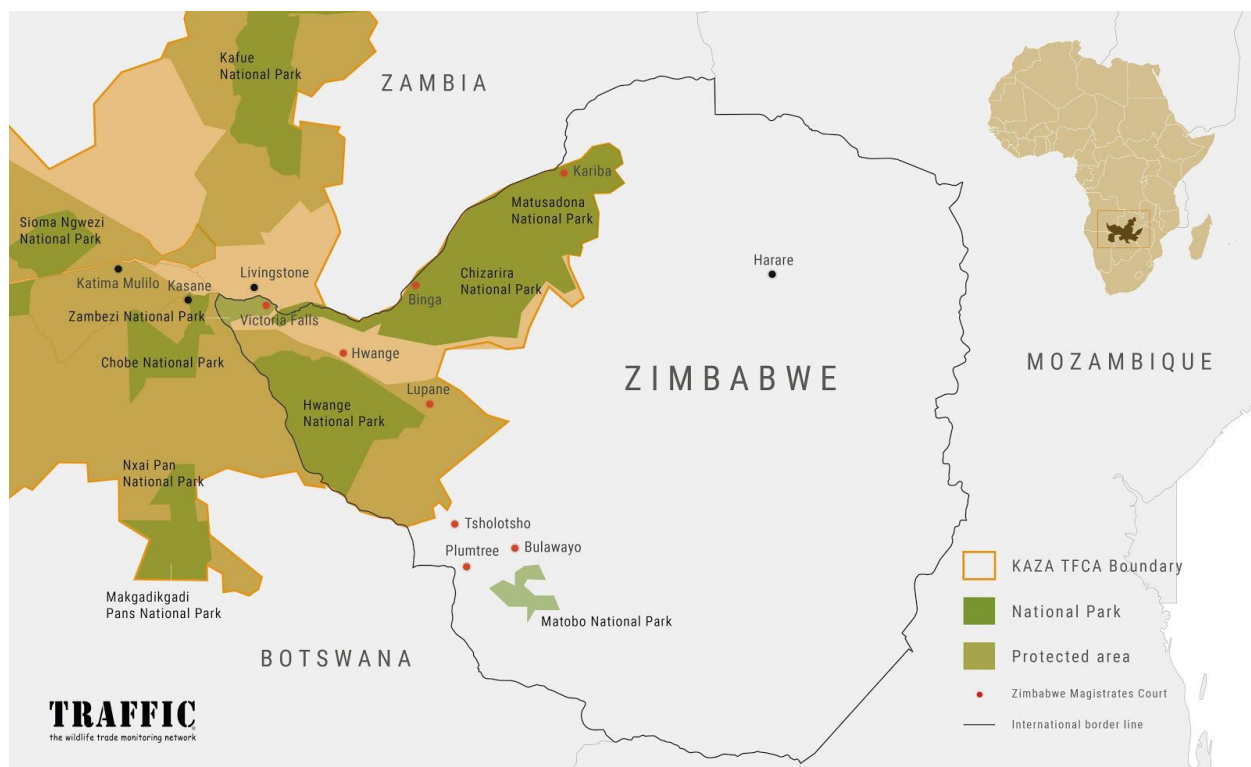 Kafue
National Park
ZAMBIA
Kariba
Matusadona
National Park
Sioma Ngwezi
National Park
Harare
Livingstone
Chizarira
National Park
Katima Mulilo
Kasane
Binga
Zambezi National Park
Victoria Falls
Hwange
Chobe National Park
MOZAMBIQUE
ZIMBABWE
Lupane
Hwange
National Park
Nxai Pan
National Park
Tsholotsho
Plumtree
Bulawayo
KAZA TFCA Boundary
Makgadikgadi
Pans National Park
National Park
Matobo National Park
BOTSWANA
Protected area
Zimbabwe Magistrates Court
International border line
TRAFFIC
the wildlife trade monitoring network